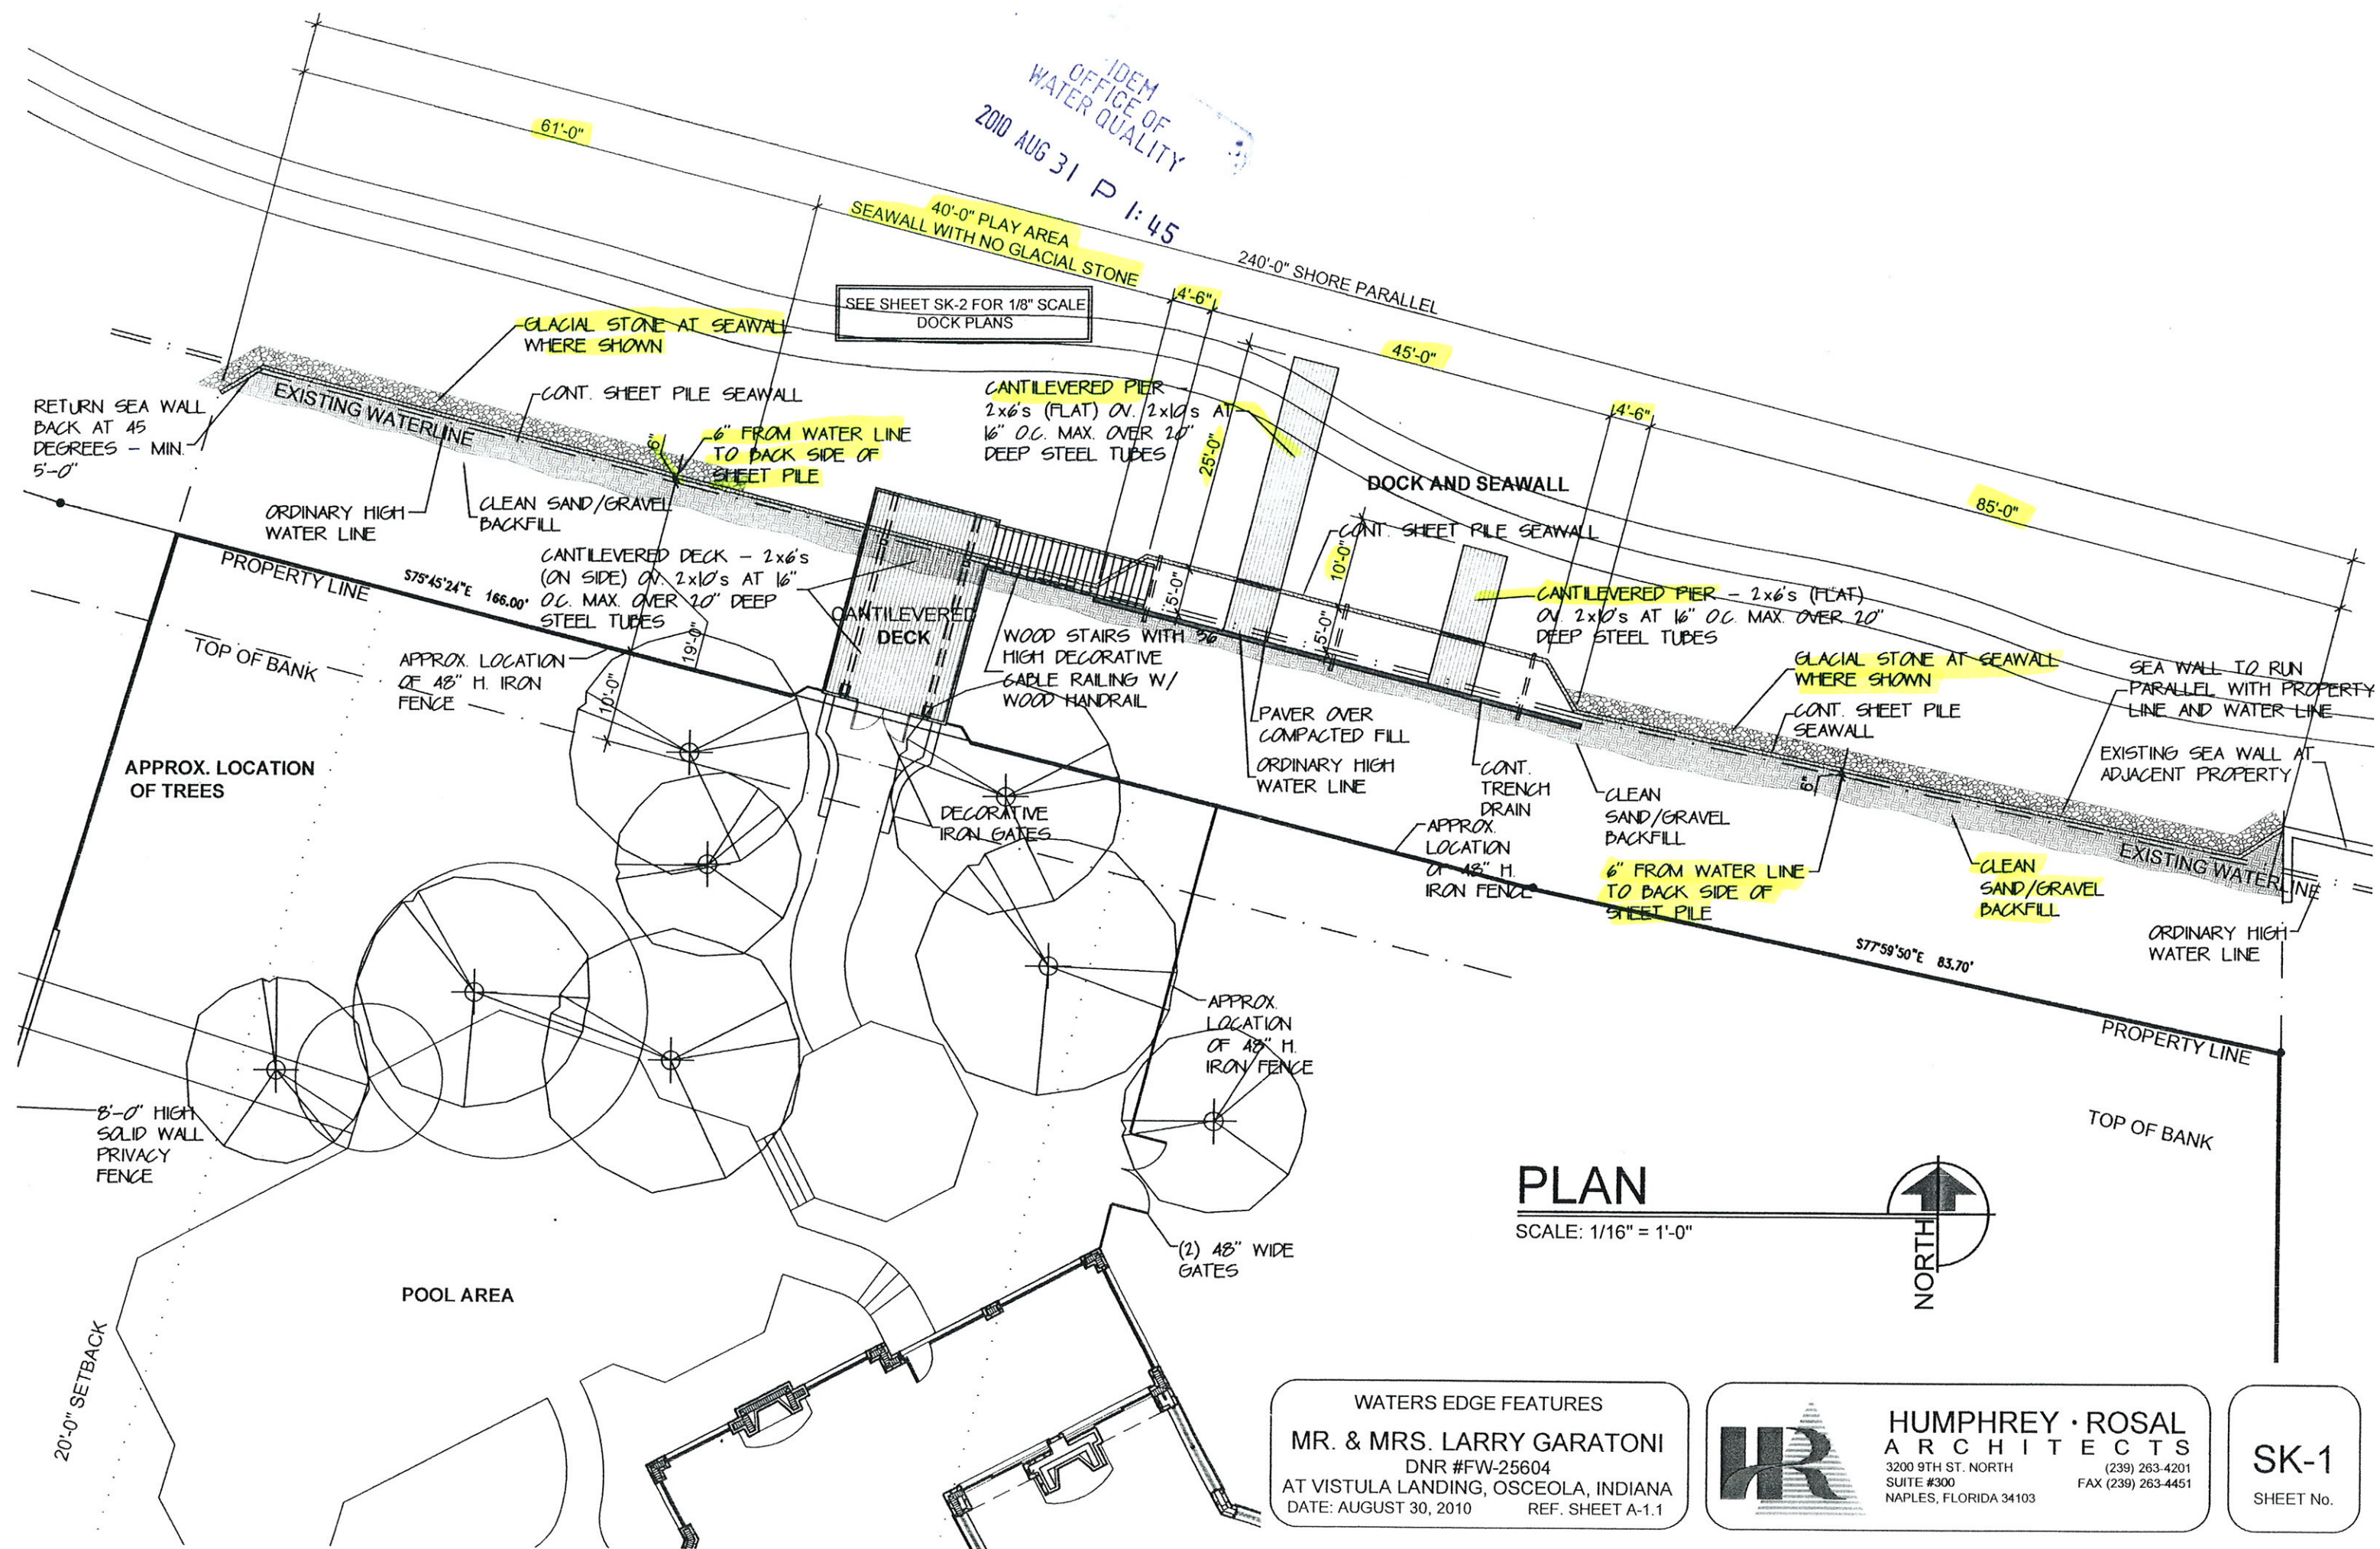 IDEM
OFFICE OF
WATER QUALITY
2010 AUG 31 P 1:45
61'-0"
40'-0" PLAY AREA
SEAWALL WITH NO GLACIAL STONE
240'-0" SHORE PARALLEL
4'-6"
45'-0"
4'-6"
85'-0"
SEE SHEET SK-2 FOR 1/8" SCALE
DOCK PLANS
GLACIAL STONE AT SEAWALL
WHERE SHOWN
EXISTING WATERLINE
CONT. SHEET PILE SEAWALL
RETURN SEA WALL
BACK AT 45
DEGREES - MIN.
5'-0"
6"
6" FROM WATER LINE
TO BACK SIDE OF
SHEET PILE
CANTILEVERED PIER -
2x6's (FLAT) OV. 2x10's AT
16" O.C. MAX. OVER 20"
DEEP STEEL TUBES
25'-0"
DOCK AND SEAWALL
CONT. SHEET PILE SEAWALL
ORDINARY HIGH
WATER LINE
CLEAN SAND/GRAVEL
BACKFILL
PROPERTY LINE
S75°45'24"E 166.00'
CANTILEVERED DECK - 2x6's
(ON SIDE) OV. 2x10's AT 16"
O.C. MAX. OVER 20" DEEP
STEEL TUBES
CANTILEVERED
DECK
10'-0"
5'-0"
5'-0"
CANTILEVERED PIER - 2x6's (FLAT)
OV. 2x10's AT 16" O.C. MAX. OVER 20"
DEEP STEEL TUBES
TOP OF BANK
APPROX. LOCATION
OF 48" H. IRON
FENCE
19'-0"
10'-0"
WOOD STAIRS WITH 36"
HIGH DECORATIVE
CABLE RAILING W/
WOOD HANDRAIL
GLACIAL STONE AT SEAWALL
WHERE SHOWN
SEA WALL TO RUN
PARALLEL WITH PROPERTY
LINE AND WATER LINE
CONT. SHEET PILE
SEAWALL
PAVER OVER
COMPACTED FILL
ORDINARY HIGH
WATER LINE
CONT.
TRENCH
DRAIN
CLEAN
SAND/GRAVEL
BACKFILL
EXISTING SEA WALL AT
ADJACENT PROPERTY
6"
APPROX. LOCATION
OF TREES
DECORATIVE
IRON GATES
APPROX.
LOCATION
OF 48" H.
IRON FENCE
6" FROM WATER LINE
TO BACK SIDE OF
SHEET PILE
CLEAN
SAND/GRAVEL
BACKFILL
EXISTING WATERLINE
ORDINARY HIGH
WATER LINE
S77°59'50"E 83.70'
PROPERTY LINE
APPROX.
LOCATION
OF 48" H.
IRON FENCE
8'-0" HIGH
SOLID WALL
PRIVACY
FENCE
TOP OF BANK
PLAN
SCALE: 1/16" = 1'-0"
NORTH
(2) 48" WIDE
GATES
POOL AREA
20'-0" SETBACK
WATERS EDGE FEATURES
MR. & MRS. LARRY GARATONI
DNR #FW-25604
AT VISTULA LANDING, OSCEOLA, INDIANA
DATE: AUGUST 30, 2010 REF. SHEET A-1.1
HR
HUMPHREY · ROSAL
ARCHITECTS
3200 9TH ST. NORTH (239) 263-4201
SUITE #300 FAX (239) 263-4451
NAPLES, FLORIDA 34103
SK-1
SHEET No.